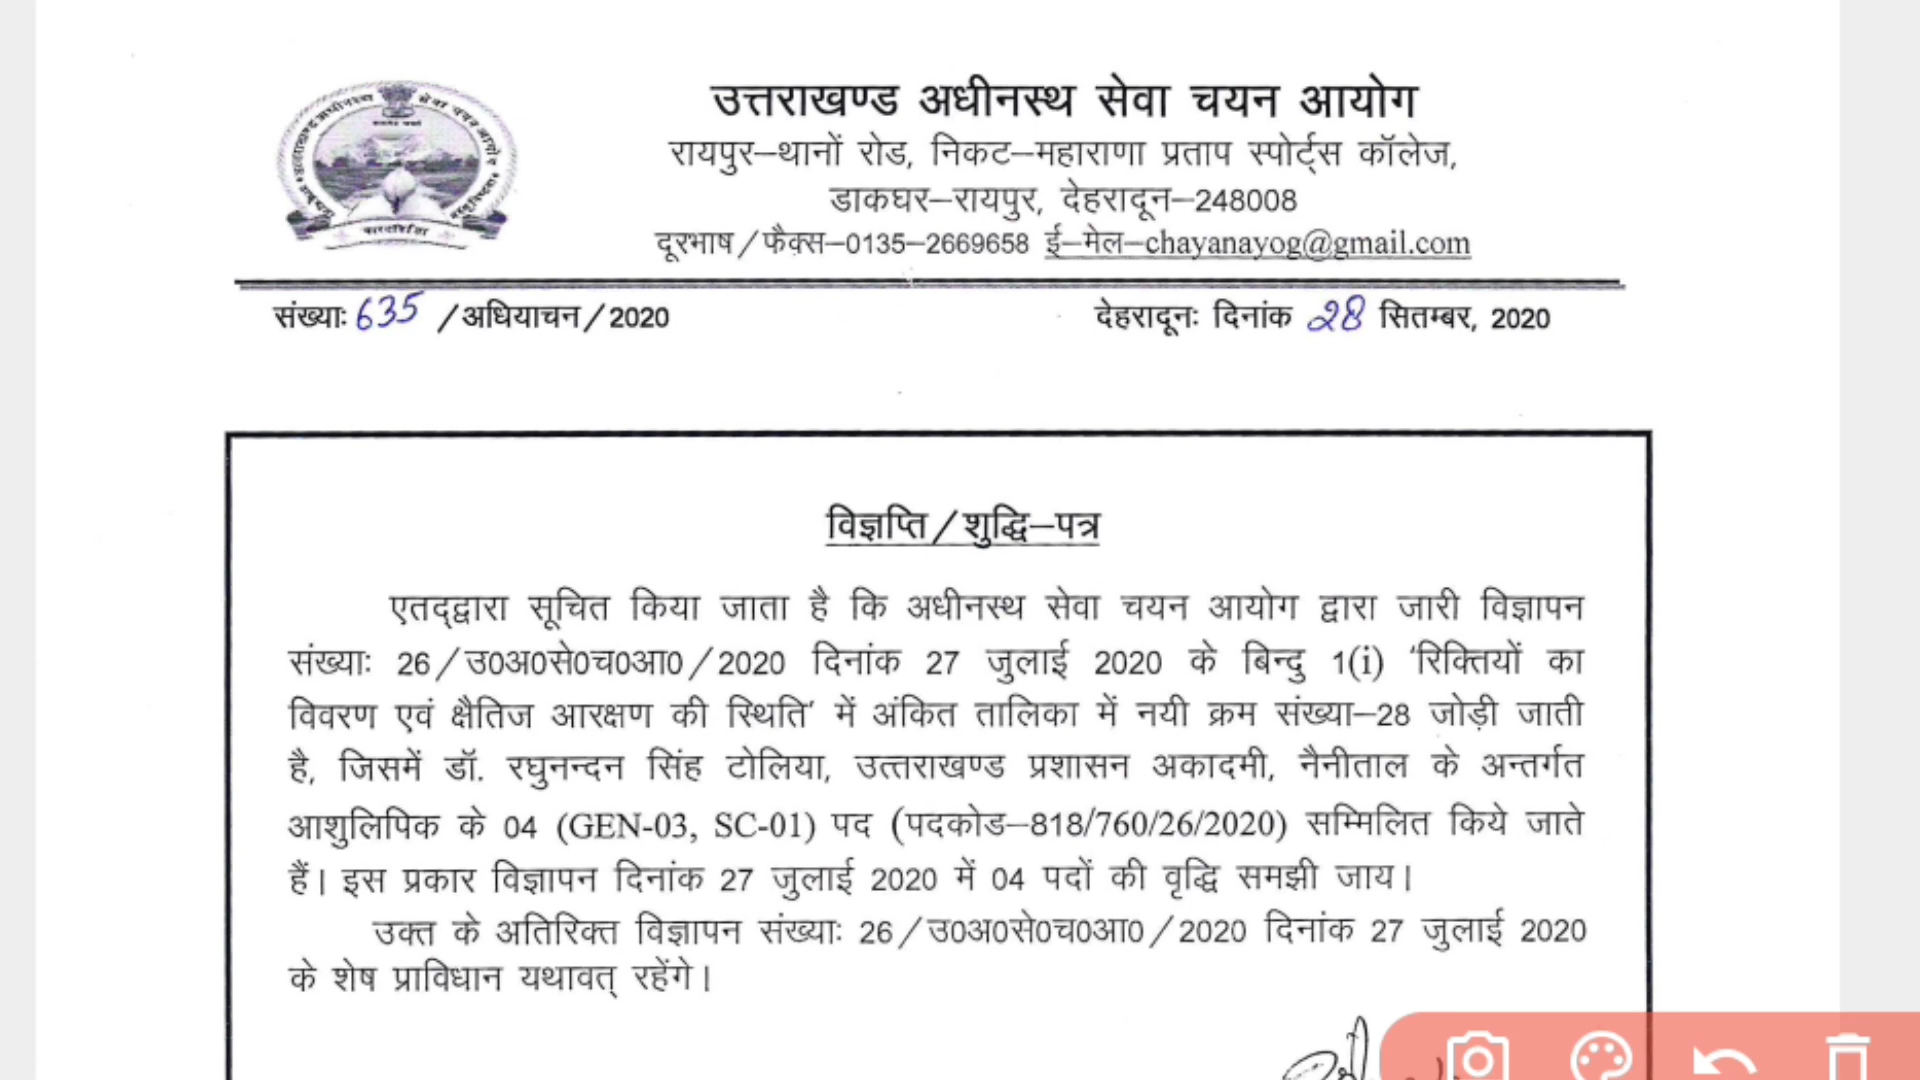 उत्तराखण्ड अधीनस्थ सेवा चयन आयोग
रायपुर–थानों रोड, निकट–महाराणा प्रताप स्पोर्ट्स कॉलेज,
डाकघर–रायपुर, देहरादून–248008
दूरभाष/फैक्स–0135–2669658 ई–मेल–chayanayog@gmail.com
संख्याः 635 /अधियाचन/2020 देहरादूनः दिनांक 28 सितम्बर, 2020
विज्ञप्ति/शुद्धि–पत्र
एतद्द्वारा सूचित किया जाता है कि अधीनस्थ सेवा चयन आयोग द्वारा जारी विज्ञापन
संख्याः 26/उ0अ0से0च0आ0/2020 दिनांक 27 जुलाई 2020 के बिन्दु 1(i) 'रिक्तियों का
विवरण एवं क्षैतिज आरक्षण की स्थिति' में अंकित तालिका में नयी क्रम संख्या–28 जोड़ी जाती
है, जिसमें डॉ. रघुनन्दन सिंह टोलिया, उत्तराखण्ड प्रशासन अकादमी, नैनीताल के अन्तर्गत
आशुलिपिक के 04 (GEN-03, SC-01) पद (पदकोड–818/760/26/2020) सम्मिलित किये जाते
हैं। इस प्रकार विज्ञापन दिनांक 27 जुलाई 2020 में 04 पदों की वृद्धि समझी जाय।
उक्त के अतिरिक्त विज्ञापन संख्याः 26/उ0अ0से0च0आ0/2020 दिनांक 27 जुलाई 2020
के शेष प्राविधान यथावत् रहेंगे।